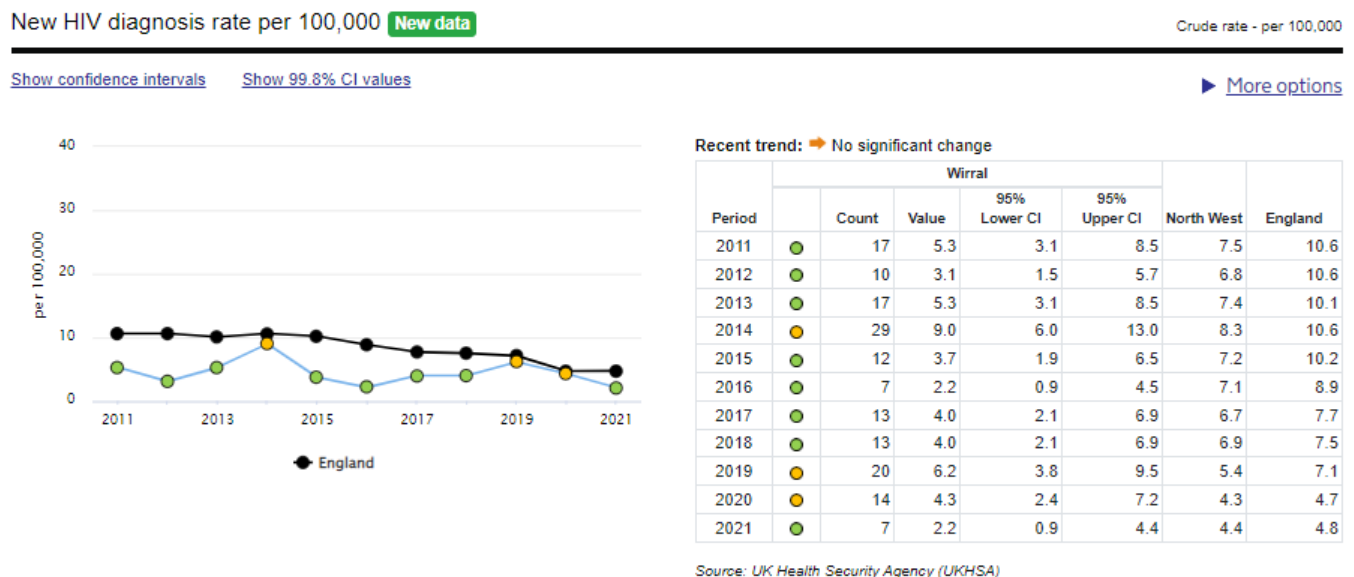 New HIV diagnosis rate per 100,000 New data
Crude rate - per 100,000
Show confidence intervals Show 99.8% CI values
More options
40
30
20
10
0
per 100,000
2011 2013 2015 2017 2019 2021
England
Recent trend: No significant change
Wirral
Period Count Value 95% Lower CI 95% Upper CI North West England
2011 17 5.3 3.1 8.5 7.5 10.6
2012 10 3.1 1.5 5.7 6.8 10.6
2013 17 5.3 3.1 8.5 7.4 10.1
2014 29 9.0 6.0 13.0 8.3 10.6
2015 12 3.7 1.9 6.5 7.2 10.2
2016 7 2.2 0.9 4.5 7.1 8.9
2017 13 4.0 2.1 6.9 6.7 7.7
2018 13 4.0 2.1 6.9 6.9 7.5
2019 20 6.2 3.8 9.5 5.4 7.1
2020 14 4.3 2.4 7.2 4.3 4.7
2021 7 2.2 0.9 4.4 4.4 4.8
Source: UK Health Security Agency (UKHSA)